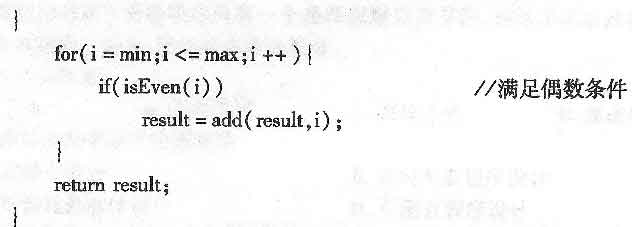 }
for(i = min;i <= max;i ++ ){
if(isEven(i)) //满足偶数条件
result = add(result,i);
}
return result;
}